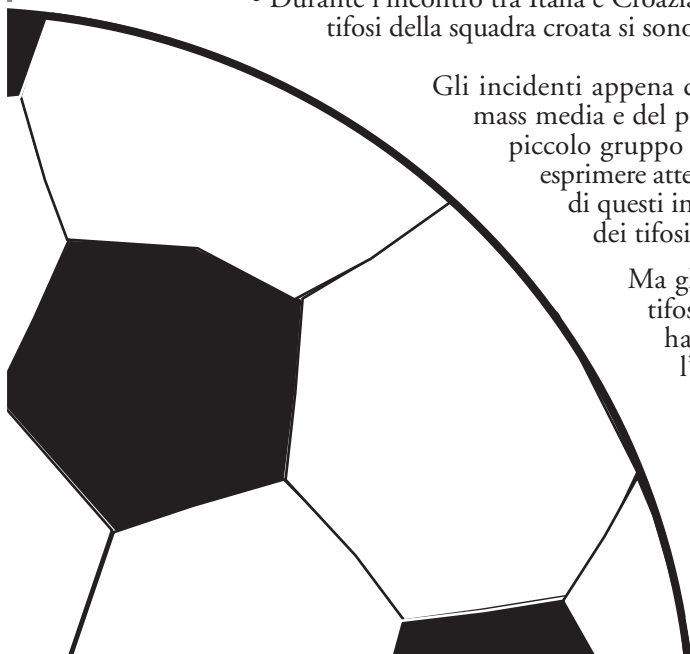 • Durante l'incontro tra Italia e Croazia
tifosi della squadra croata si sono
Gli incidenti appena
mass media e del
piccolo gruppo
esprimere
di questi
dei tifosi
Ma